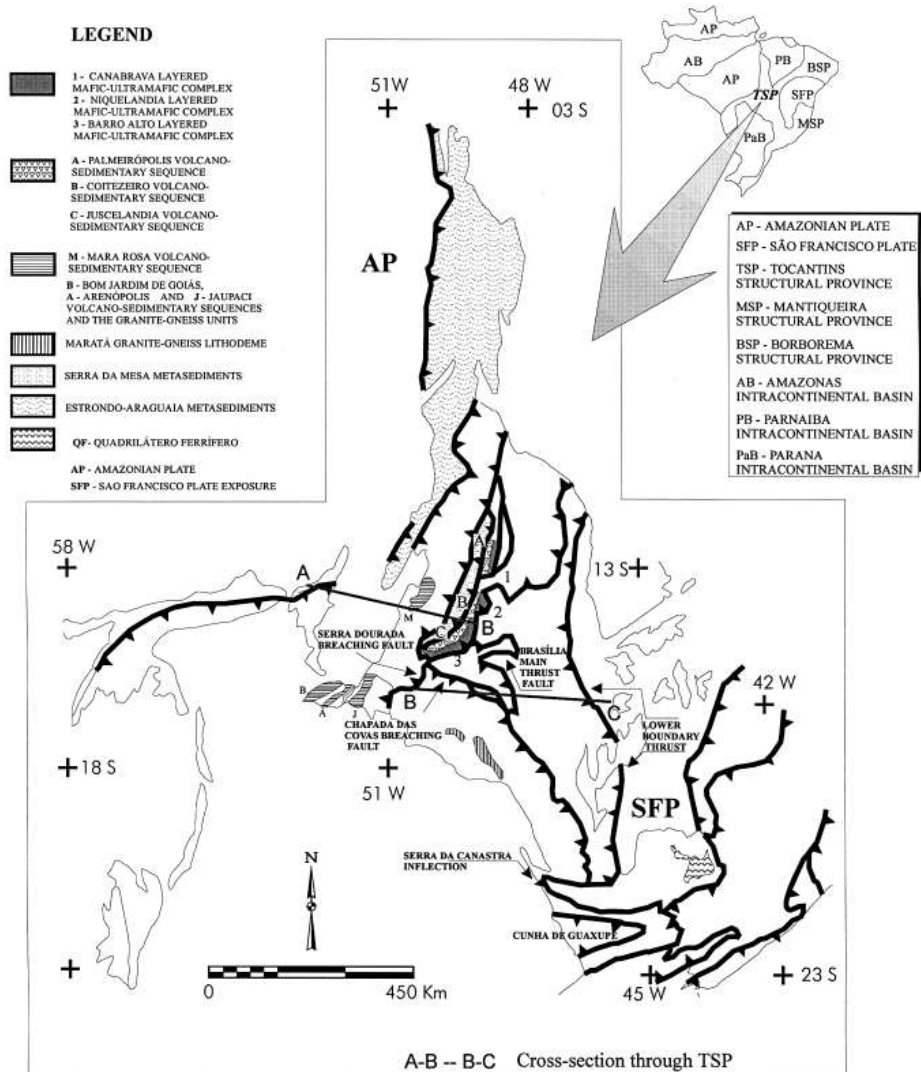 LEGEND
1 - CANABRAVA LAYERED
MAFIC-ULTRAMAFIC COMPLEX
2 - NIQUELANDIA LAYERED
MAFIC-ULTRAMAFIC COMPLEX
3 - BARRO ALTO LAYERED
MAFIC-ULTRAMAFIC COMPLEX
A - PALMEIRÓPOLIS VOLCANO-
SEDIMENTARY SEQUENCE
B - COITEZEIRO VOLCANO-
SEDIMENTARY SEQUENCE
C - JUSCELANDIA VOLCANO-
SEDIMENTARY SEQUENCE
M - MARA ROSA VOLCANO-
SEDIMENTARY SEQUENCE
B - BOM JARDIM DE GOIÁS,
A - ARENÓPOLIS AND J - JAUPACI
VOLCANO-SEDIMENTARY SEQUENCES
AND THE GRANITE-GNEISS UNITS
MARATÁ GRANITE-GNEISS LITHODEME
SERRA DA MESA METASEDIMENTS
ESTRONDO-ARAGUAIA METASEDIMENTS
QF- QUADRILÁTERO FERRÍFERO
AP - AMAZONIAN PLATE
SFP - SAO FRANCISCO PLATE EXPOSURE
AP
AB
PB
BSP
AP
TSP
SFP
MSP
PaB
AP - AMAZONIAN PLATE
SFP - SÃO FRANCISCO PLATE
TSP - TOCANTINS
STRUCTURAL PROVINCE
MSP - MANTIQUEIRA
STRUCTURAL PROVINCE
BSP - BORBOREMA
STRUCTURAL PROVINCE
AB - AMAZONAS
INTRACONTINENTAL BASIN
PB - PARNAIBA
INTRACONTINENTAL BASIN
PaB - PARANA
INTRACONTINENTAL BASIN
51W
48 W
03 S
AP
58 W
13 S
A
A
1
B
2
M
B
C
3
SERRA DOURADA
BREACHING FAULT
BRASÍLIA
MAIN
THRUST
FAULT
42 W
B
A
J
B
C
CHAPADA DAS
COVAS BREACHING
FAULT
LOWER
BOUNDARY
THRUST
18 S
51 W
SFP
SERRA DA CANASTRA
INFLECTION
N
CUNHA DE GUAXUPÉ
0
450 Km
45 W
23 S
A-B -- B-C Cross-section through TSP